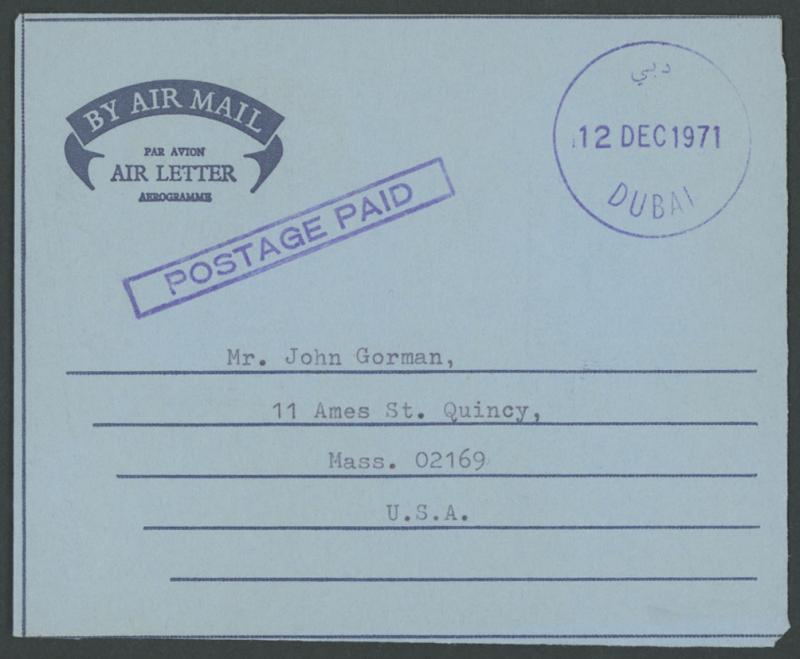 BY AIR MAIL
PAR AVION
AIR LETTER
AEROGRAMME
POSTAGE PAID
دبي
12 DEC 1971
DUBAI
Mr. John Gorman,
11 Ames St. Quincy,
Mass. 02169
U.S.A.